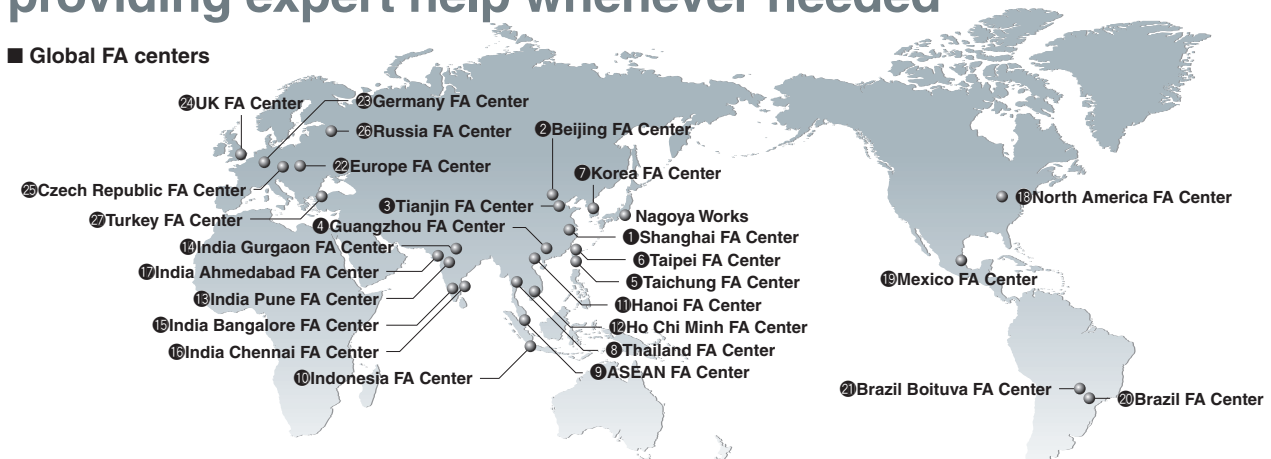 providing expert help whenever needed
■ Global FA centers
㉔UK FA Center
㉓Germany FA Center
㉖Russia FA Center
❷Beijing FA Center
㉒Europe FA Center
❼Korea FA Center
㉕Czech Republic FA Center
❸Tianjin FA Center
⓲North America FA Center
㉗Turkey FA Center
❹Guangzhou FA Center
Nagoya Works
❶Shanghai FA Center
⓮India Gurgaon FA Center
❻Taipei FA Center
⓱India Ahmedabad FA Center
❺Taichung FA Center
⓳Mexico FA Center
⓭India Pune FA Center
⓫Hanoi FA Center
⓯India Bangalore FA Center
⓬Ho Chi Minh FA Center
⓰India Chennai FA Center
❽Thailand FA Center
❿Indonesia FA Center
❾ASEAN FA Center
㉑Brazil Boituva FA Center
⓴Brazil FA Center